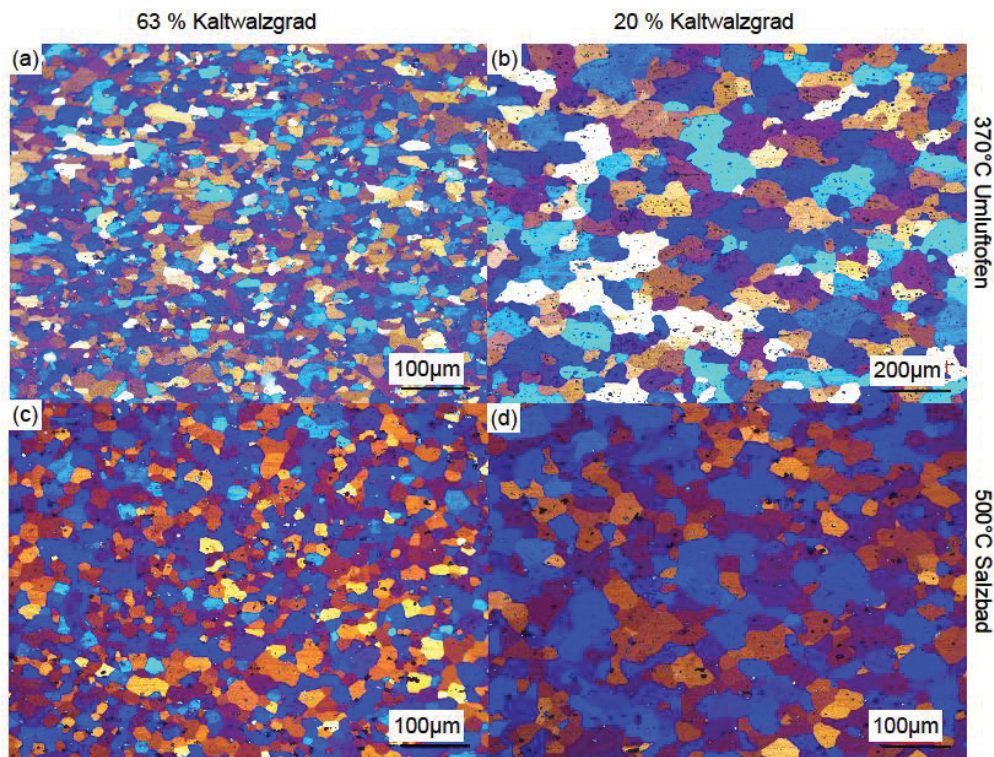 63 % Kaltwalzgrad
20 % Kaltwalzgrad
(a)
(b)
370°C Umluftofen
100µm
200µm
(c)
(d)
500°C Salzbad
100µm
100µm